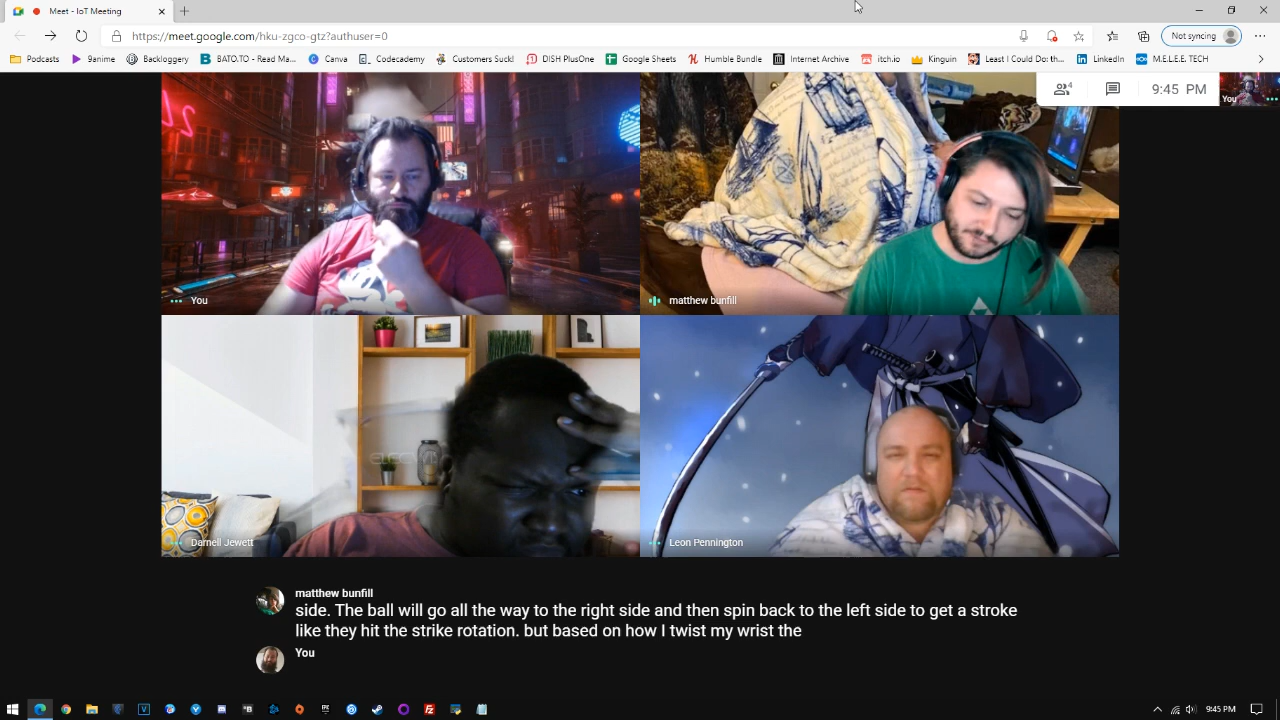 Meet - IoT Meeting
https://meet.google.com/hku-zgco-gtz?authuser=0
Not syncing
Podcasts
9anime
Backloggery
BATO.TO - Read Ma...
Canva
Codecademy
Customers Suck!
DISH PlusOne
Google Sheets
Humble Bundle
Internet Archive
itch.io
Kinguin
Least I Could Do: th...
LinkedIn
M.E.L.E.E. TECH
4
9:45 PM
You
You
matthew bunfill
Darnell Jewett
Leon Pennington
matthew bunfill
side. The ball will go all the way to the right side and then spin back to the left side to get a stroke
like they hit the strike rotation. but based on how I twist my wrist the
You
9:45 PM